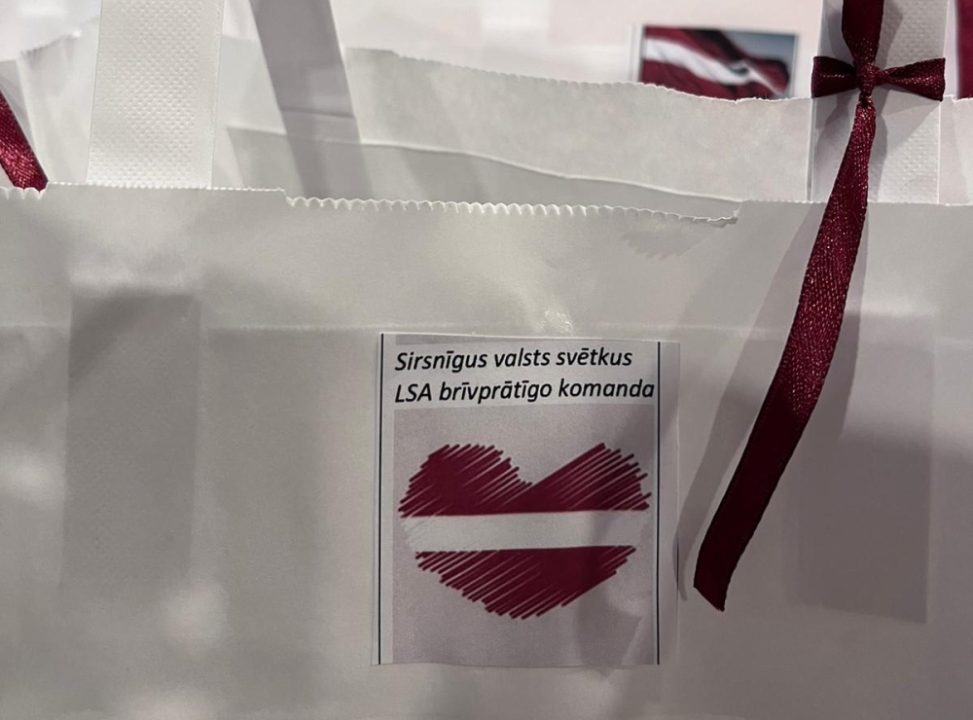 Sirsnīgus valsts svētkus
LSA brīvprātīgo komanda